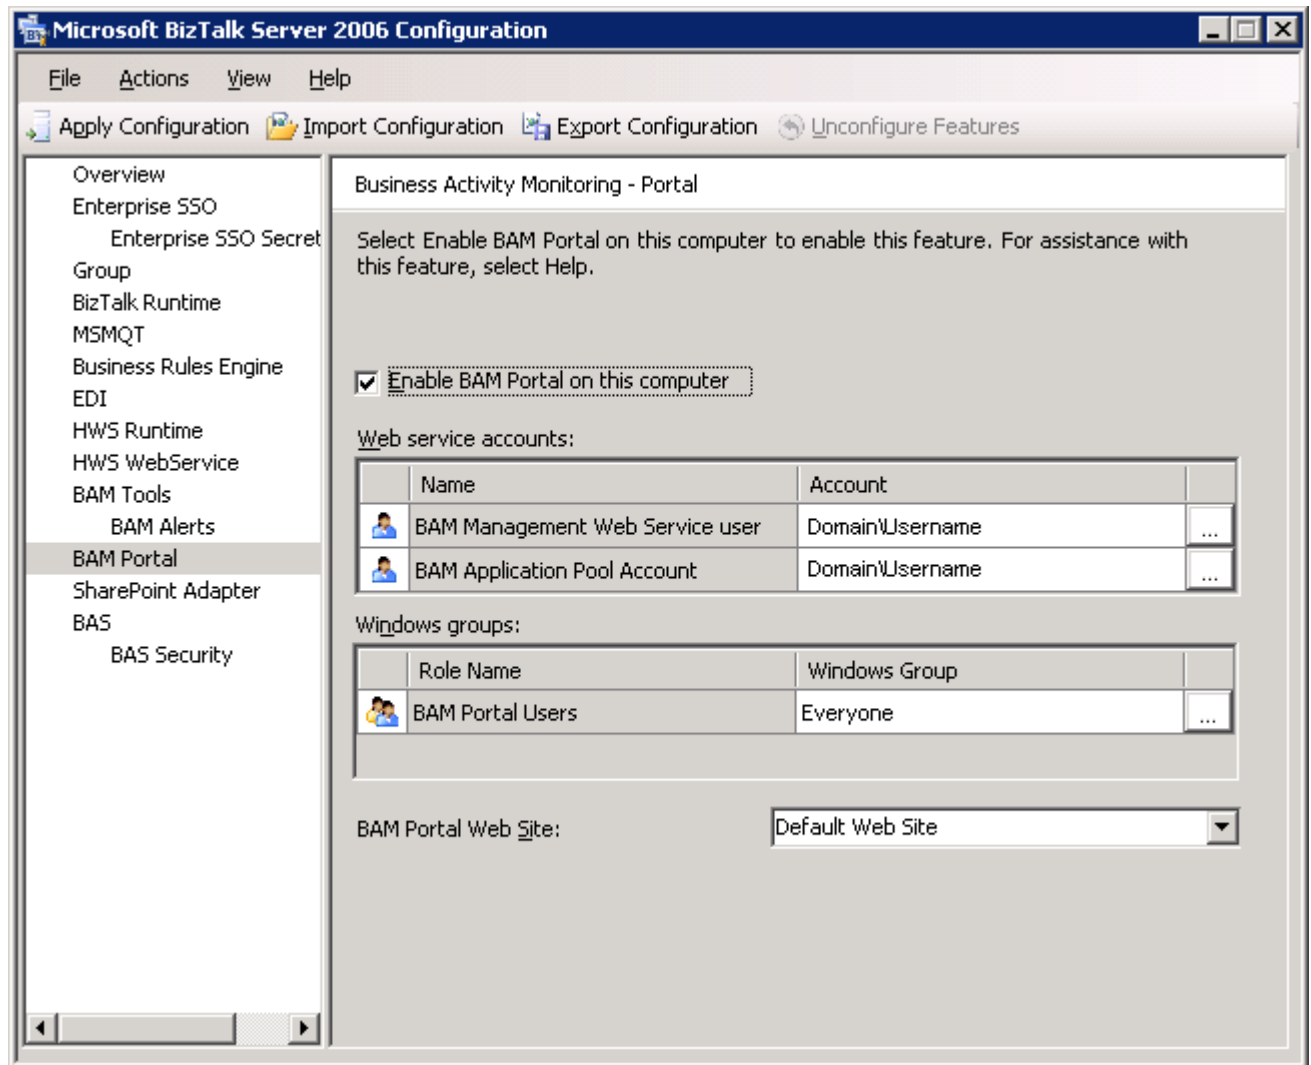 Microsoft BizTalk Server 2006 Configuration
File Actions View Help
Apply Configuration Import Configuration Export Configuration Unconfigure Features
Overview
Enterprise SSO
Enterprise SSO Secret
Group
BizTalk Runtime
MSMQT
Business Rules Engine
EDI
HWS Runtime
HWS WebService
BAM Tools
BAM Alerts
BAM Portal
SharePoint Adapter
BAS
BAS Security
Business Activity Monitoring - Portal
Select Enable BAM Portal on this computer to enable this feature. For assistance with
this feature, select Help.
Enable BAM Portal on this computer
Web service accounts:
Name Account
BAM Management Web Service user Domain\Username ...
BAM Application Pool Account Domain\Username ...
Windows groups:
Role Name Windows Group
BAM Portal Users Everyone ...
BAM Portal Web Site: Default Web Site